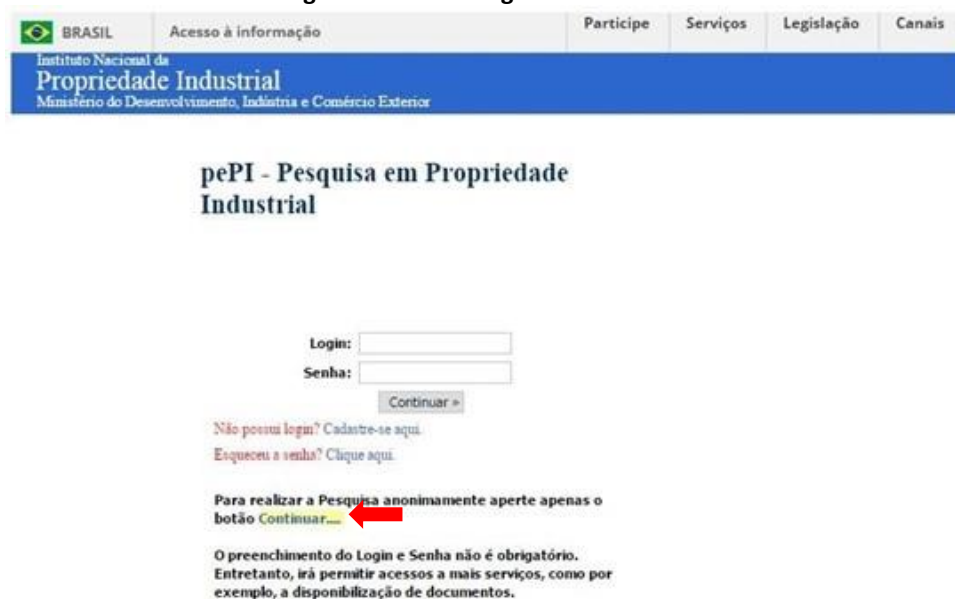 BRASIL Acesso à informação Participe Serviços Legislação Canais
Instituto Nacional da
Propriedade Industrial
Ministério do Desenvolvimento, Indústria e Comércio Exterior
pePI - Pesquisa em Propriedade
Industrial
Login:
Senha:
Continuar »
Não possui login? Cadastre-se aqui.
Esqueceu a senha? Clique aqui.
Para realizar a Pesquisa anonimamente aperte apenas o
botão Continuar....
O preenchimento do Login e Senha não é obrigatório.
Entretanto, irá permitir acessos a mais serviços, como por
exemplo, a disponibilização de documentos.